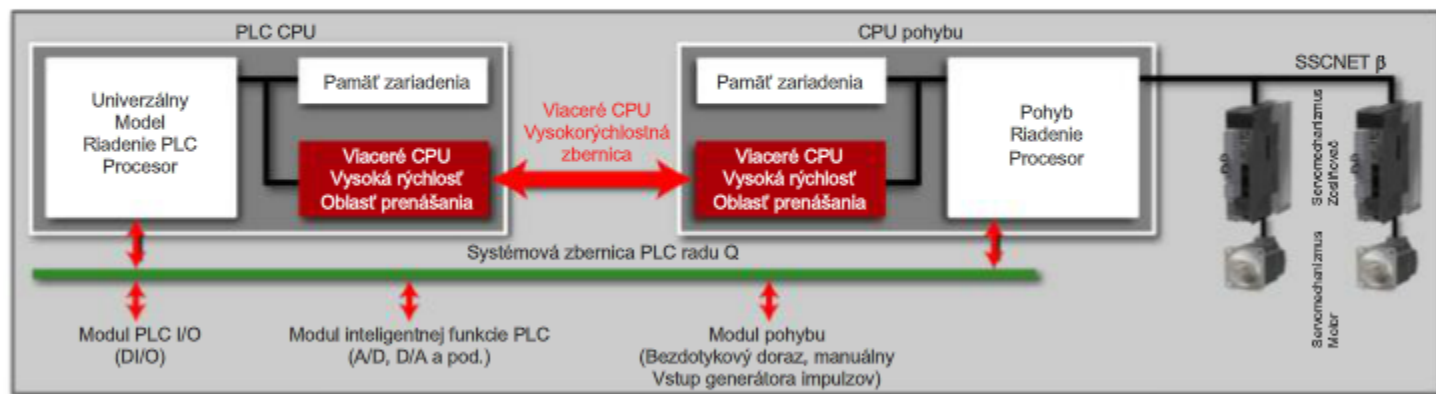 PLC CPU
CPU pohybu
Univerzálny
Model
Riadenie PLC
Procesor
Pamäť zariadenia
Viaceré CPU
Vysoká rýchlosť
Oblasť prenášania
Viaceré CPU
Vysokorýchlostná
zbernica
Pamäť zariadenia
Viaceré CPU
Vysoká rýchlosť
Oblasť prenášania
Pohyb
Riadenie
Procesor
SSCNET β
Servomechanizmus
Zosilňovač
Servomechanizmus
Motor
Systémová zbernica PLC radu Q
Modul PLC I/O
(DI/O)
Modul inteligentnej funkcie PLC
(A/D, D/A a pod.)
Modul pohybu
(Bezdotykový doraz, manuálny
Vstup generátora impulzov)